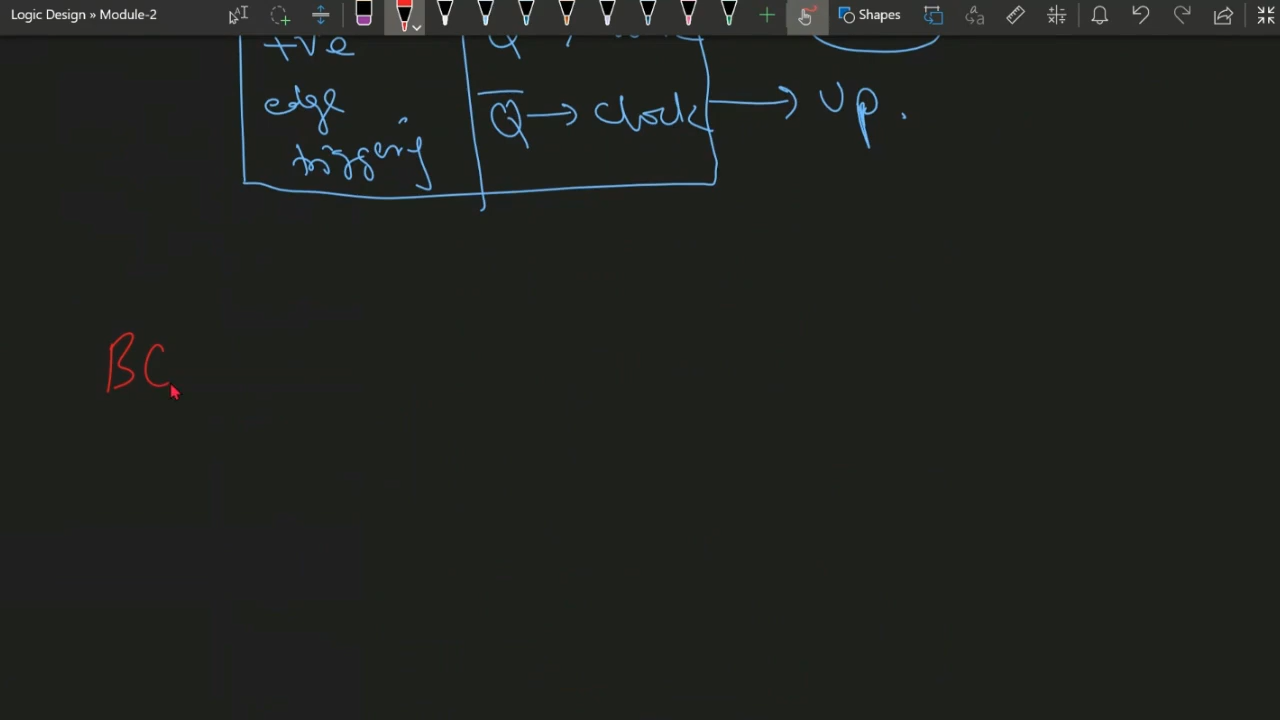 Logic Design » Module-2
Shapes
+ve
edge
triggering
Q̅ → clock → Up.
BC